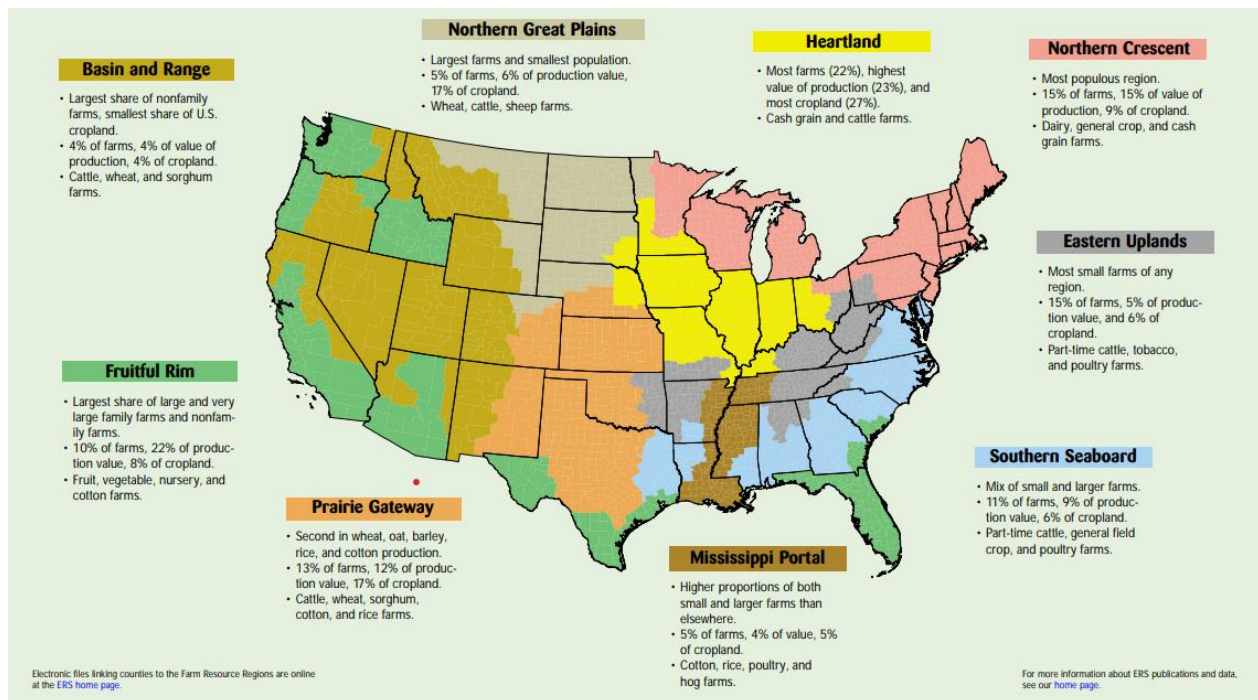 Northern Great Plains
• Largest farms and smallest population.
• 5% of farms, 6% of production value,
17% of cropland.
• Wheat, cattle, sheep farms.
Heartland
• Most farms (22%), highest
value of production (23%), and
most cropland (27%).
• Cash grain and cattle farms.
Northern Crescent
• Most populous region.
• 15% of farms, 15% of value of
production, 9% of cropland.
• Dairy, general crop, and cash
grain farms.
Basin and Range
• Largest share of nonfamily
farms, smallest share of U.S.
cropland.
• 4% of farms, 4% of value of
production, 4% of cropland.
• Cattle, wheat, and sorghum
farms.
Eastern Uplands
• Most small farms of any
region.
• 15% of farms, 5% of produc-
tion value, and 6% of
cropland.
• Part-time cattle, tobacco,
and poultry farms.
Fruitful Rim
• Largest share of large and very
large family farms and nonfam-
ily farms.
• 10% of farms, 22% of produc-
tion value, 8% of cropland.
• Fruit, vegetable, nursery, and
cotton farms.
Southern Seaboard
• Mix of small and larger farms.
• 11% of farms, 9% of produc-
tion value, 6% of cropland.
• Part-time cattle, general field
crop, and poultry farms.
Prairie Gateway
• Second in wheat, oat, barley,
rice, and cotton production.
• 13% of farms, 12% of produc-
tion value, 17% of cropland.
• Cattle, wheat, sorghum,
cotton, and rice farms.
Mississippi Portal
• Higher proportions of both
small and larger farms than
elsewhere.
• 5% of farms, 4% of value, 5%
of cropland.
• Cotton, rice, poultry, and
hog farms.
Electronic files linking counties to the Farm Resource Regions are online
at the ERS home page.
For more information about ERS publications and data,
see our home page.